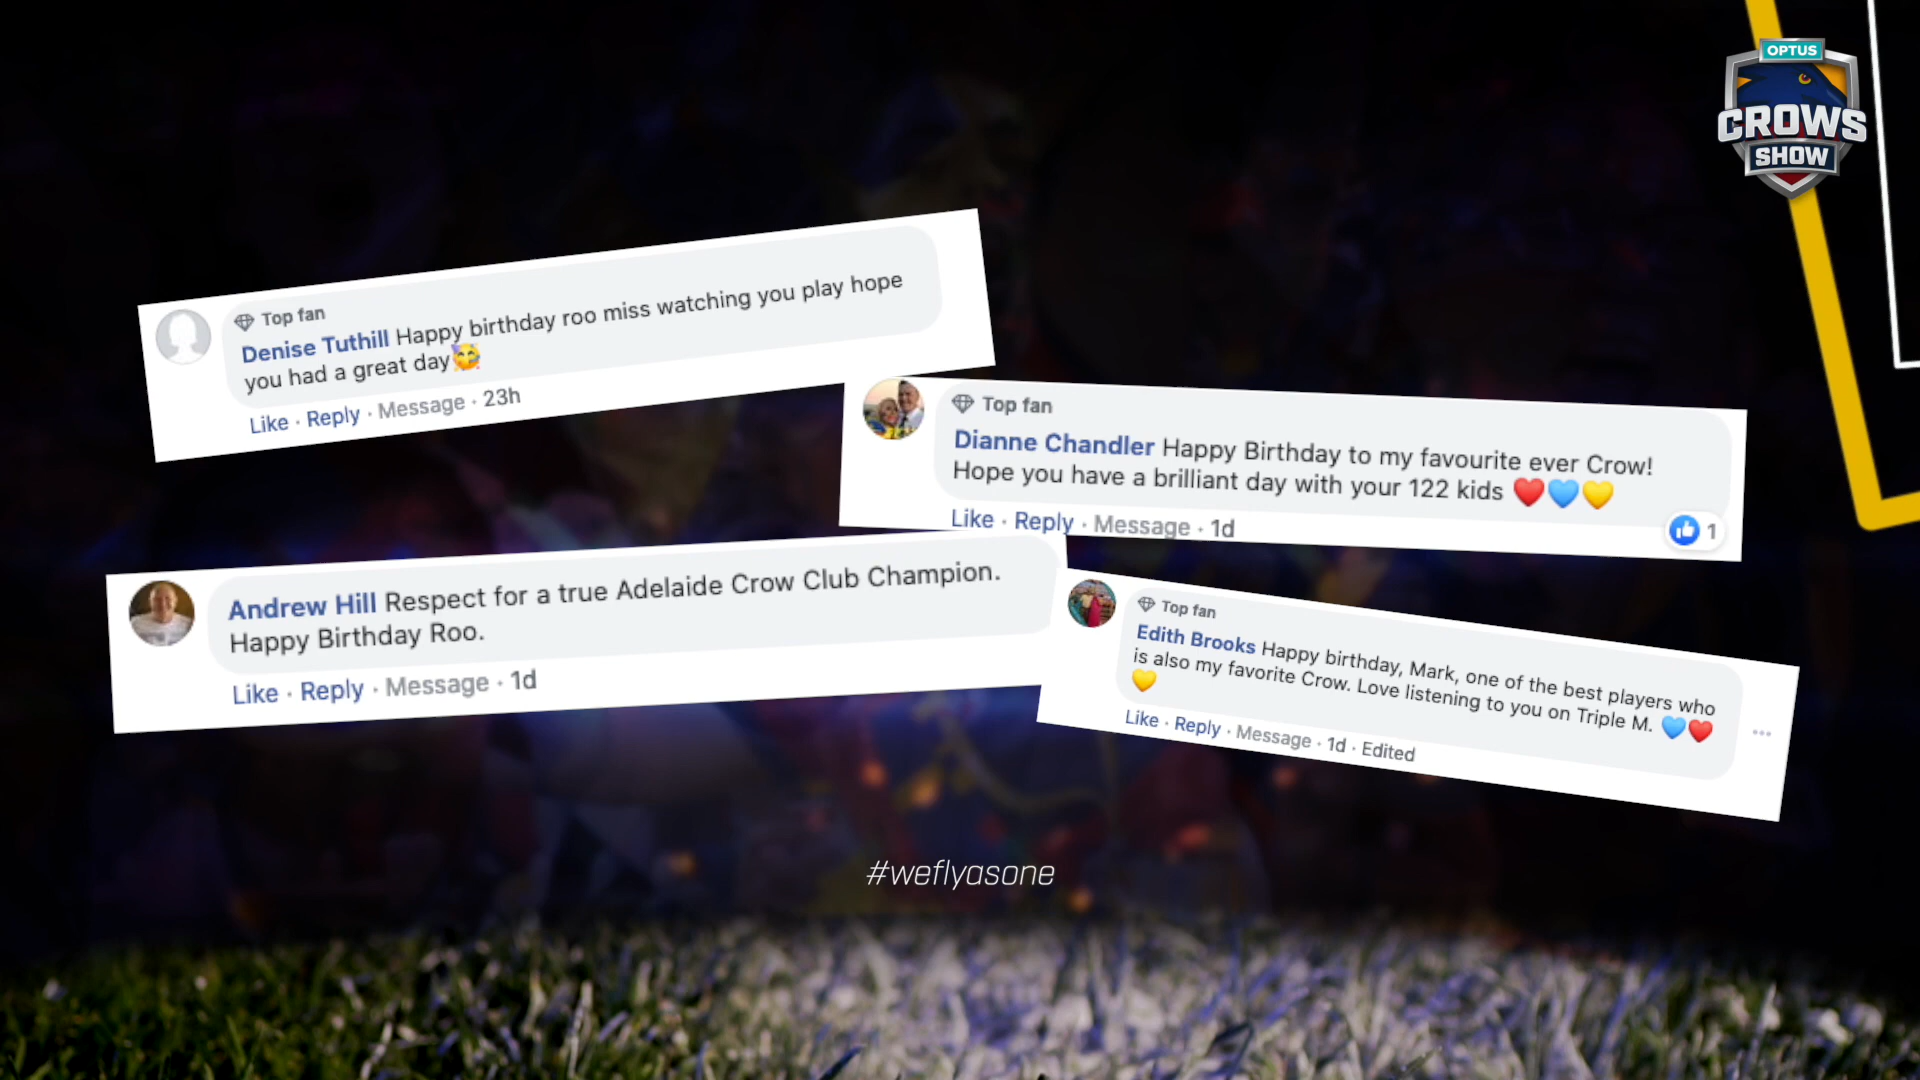 OPTUS
CROWS
SHOW
Top fan
Denise Tuthill Happy birthday roo miss watching you play hope
you had a great day🥳
Like · Reply · Message · 23h
Top fan
Dianne Chandler Happy Birthday to my favourite ever Crow!
Hope you have a brilliant day with your 122 kids ❤️💙💛
Like · Reply · Message · 1d
1
Andrew Hill Respect for a true Adelaide Crow Club Champion.
Happy Birthday Roo.
Like · Reply · Message · 1d
Top fan
Edith Brooks Happy birthday, Mark, one of the best players who
is also my favorite Crow. Love listening to you on Triple M. 💙❤️
💛
Like · Reply · Message · 1d · Edited
#weflyasone